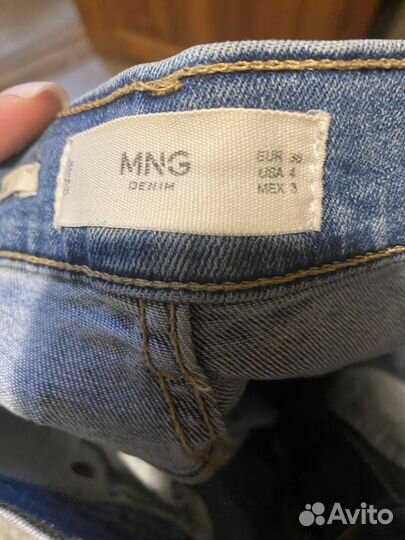 MNG
DENIM
EUR 36
USA 4
MEX 3
Avito